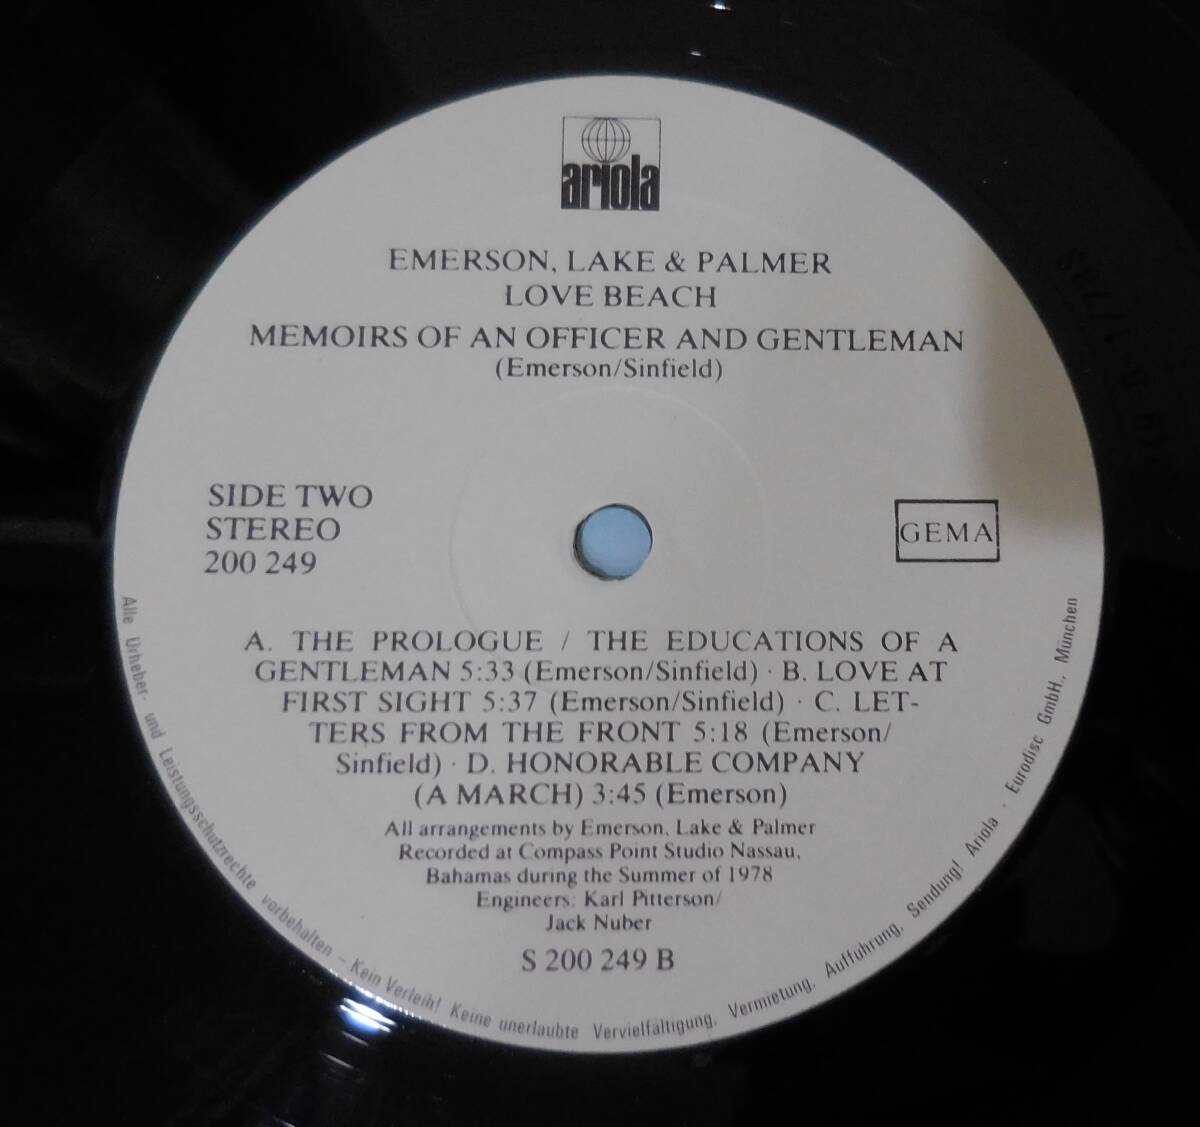 ariola
EMERSON, LAKE & PALMER
LOVE BEACH
MEMOIRS OF AN OFFICER AND GENTLEMAN
(Emerson/Sinfield)
SIDE TWO
STEREO
200 249
GEMA
A. THE PROLOGUE / THE EDUCATIONS OF A
GENTLEMAN 5:33 (Emerson/Sinfield) · B. LOVE AT
FIRST SIGHT 5:37 (Emerson/Sinfield) · C. LET-
TERS FROM THE FRONT 5:18 (Emerson/
Sinfield) · D. HONORABLE COMPANY
(A MARCH) 3:45 (Emerson)
All arrangements by Emerson, Lake & Palmer
Recorded at Compass Point Studio Nassau,
Bahamas during the Summer of 1978
Engineers: Karl Pitterson/
Jack Nuber
S 200 249 B
Alle Urheber- und Leistungsschutzrechte vorbehalten – Kein Verleih! Keine unerlaubte Vervielfältigung, Vermietung, Aufführung, Sendung! Ariola · Eurodisc GmbH., München